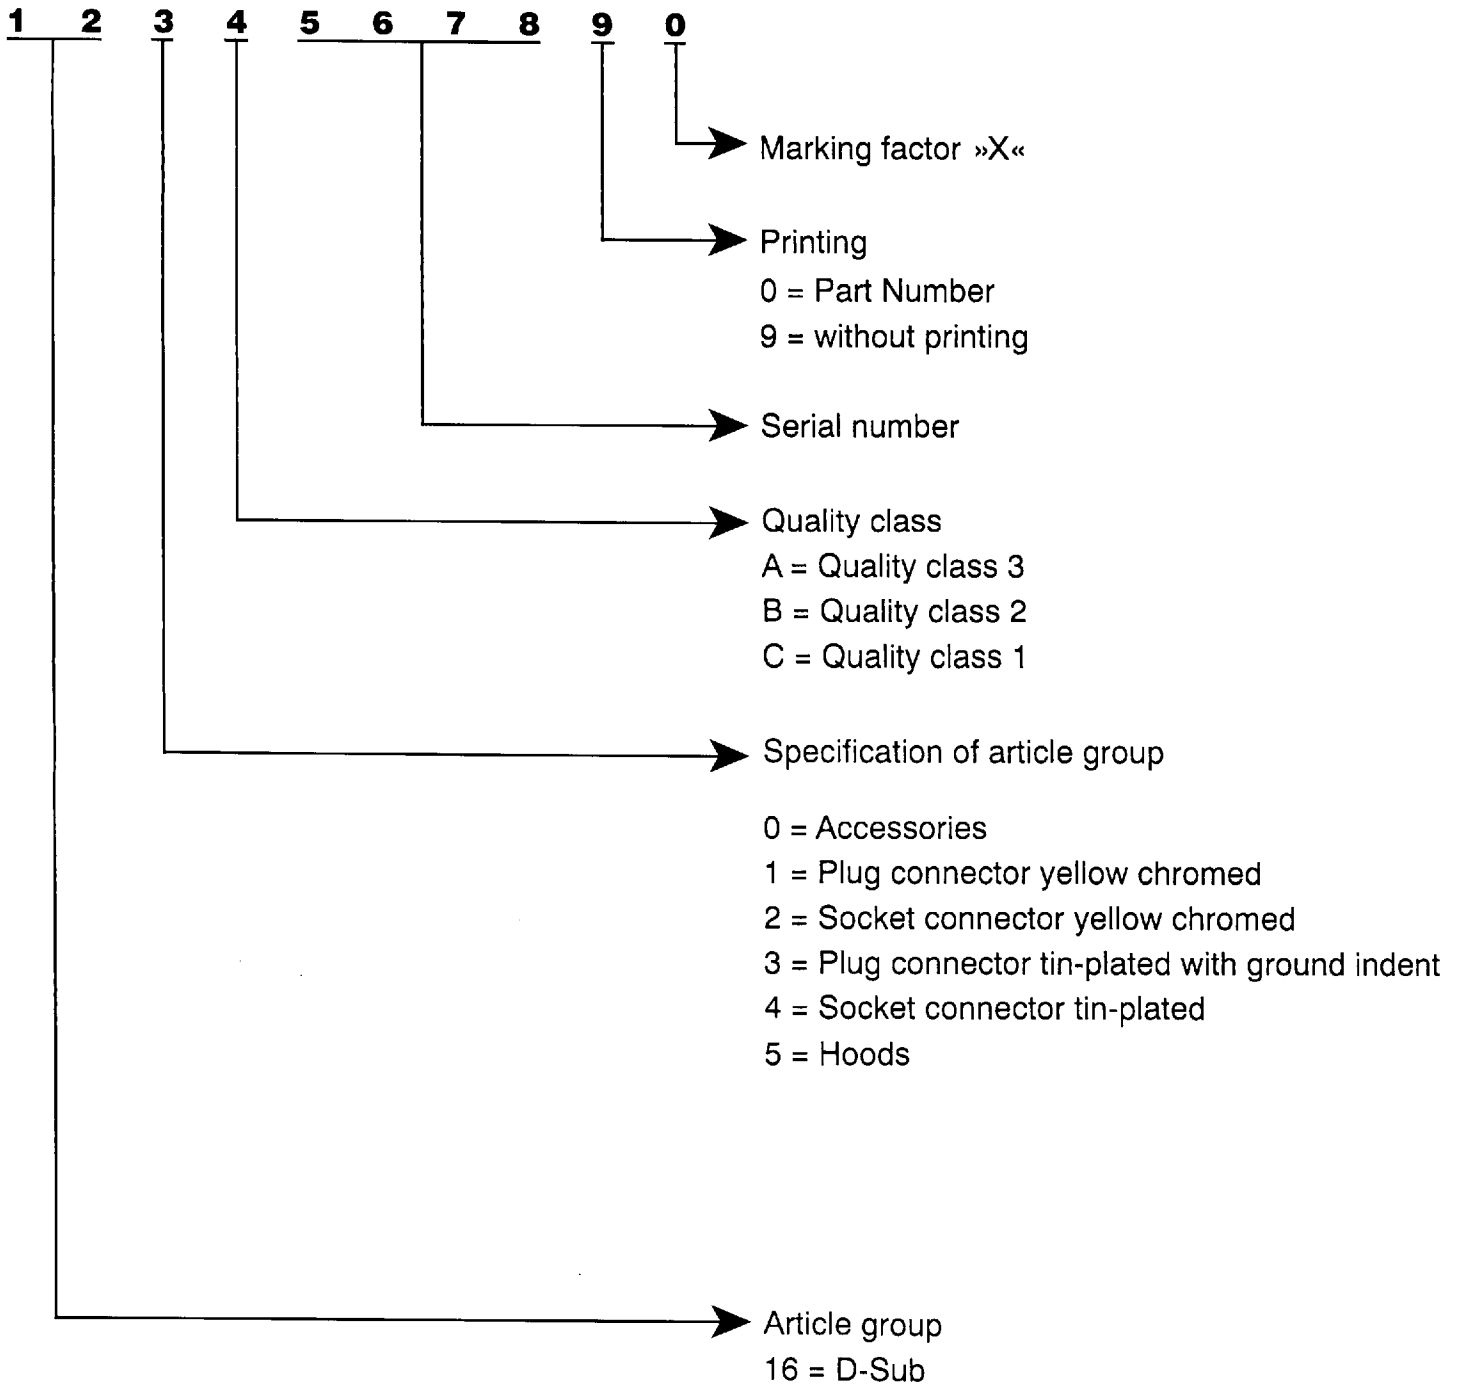 1 2 3 4 5 6 7 8 9 0
Marking factor »X«
Printing
0 = Part Number
9 = without printing
Serial number
Quality class
A = Quality class 3
B = Quality class 2
C = Quality class 1
Specification of article group
0 = Accessories
1 = Plug connector yellow chromed
2 = Socket connector yellow chromed
3 = Plug connector tin-plated with ground indent
4 = Socket connector tin-plated
5 = Hoods
Article group
16 = D-Sub